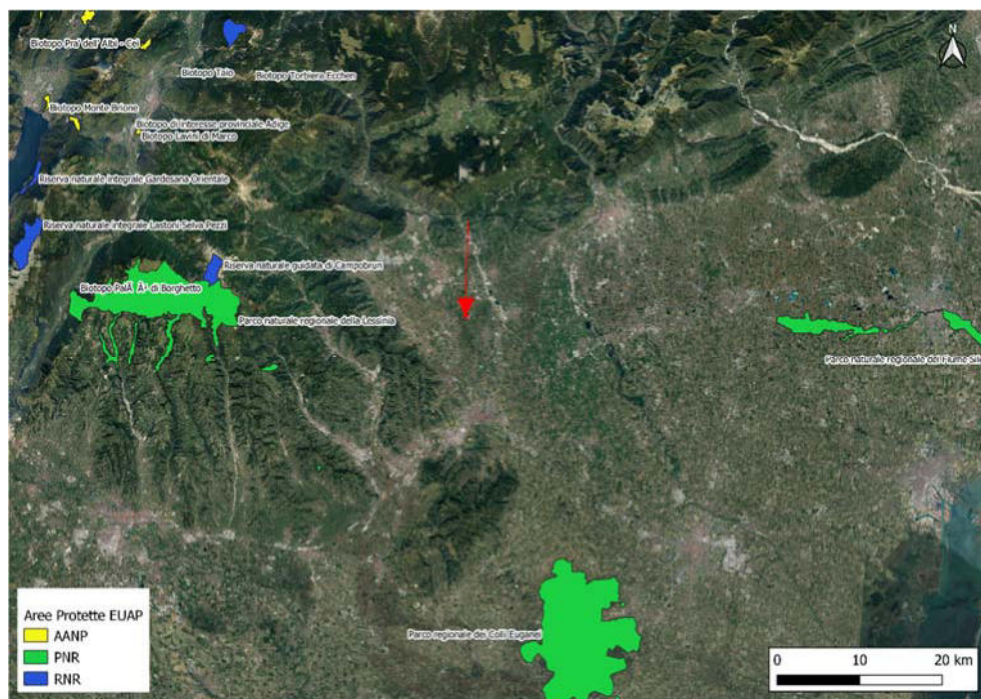 N
Biotopo Pra' dell' Albi - Cei
Biotopo Taio
Biotopo Torbiera Echen
Biotopo Monte Brione
Biotopo di interesse provinciale Adige
Biotopo Lavini di Marco
Riserva naturale integrale Gardesana Orientale
Riserva naturale integrale Lastoni Selva Pezzi
Riserva naturale guidata di Campobrun
Biotopo PalÃ Â¹ di Borghetto
Parco naturale regionale della Lessinia
Parco naturale regionale del Fiume Sile
Parco regionale dei Colli Euganei
Aree Protette EUAP
AANP
PNR
RNR
0 10 20 km